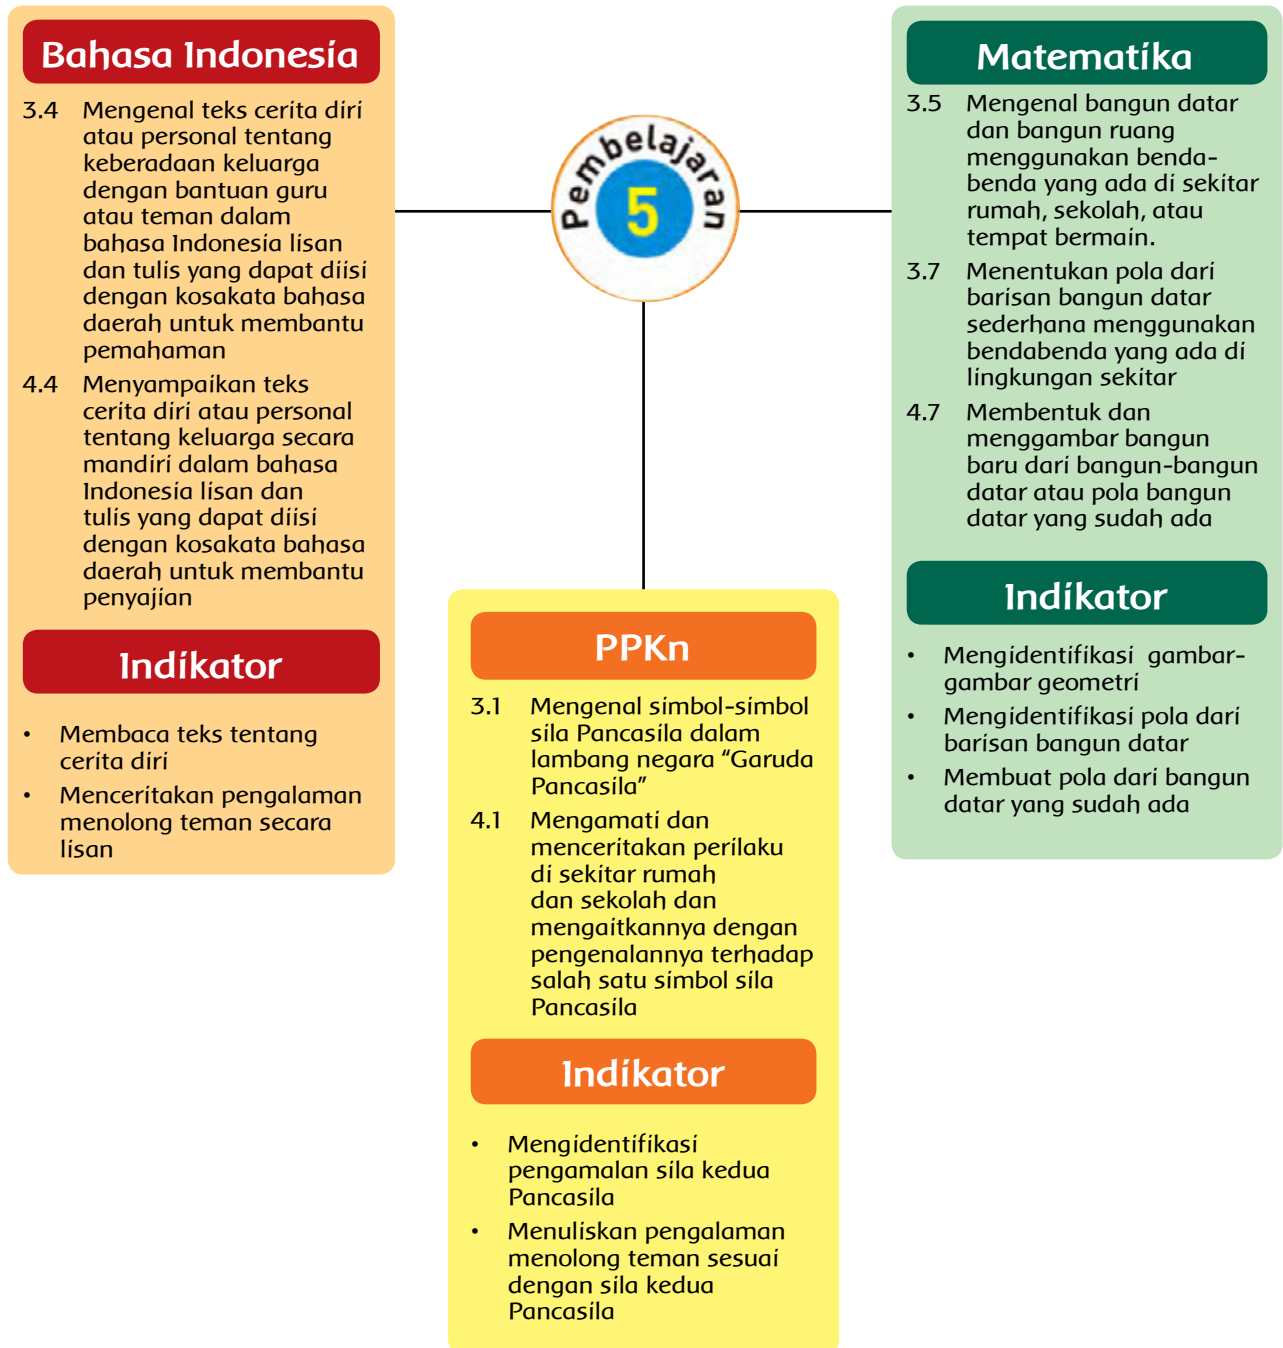 Bahasa Indonesia
3.4 Mengenal teks cerita diri
atau personal tentang
keberadaan keluarga
dengan bantuan guru
atau teman dalam
bahasa Indonesia lisan
dan tulis yang dapat diisi
dengan kosakata bahasa
daerah untuk membantu
pemahaman
4.4 Menyampaikan teks
cerita diri atau personal
tentang keluarga secara
mandiri dalam bahasa
Indonesia lisan dan
tulis yang dapat diisi
dengan kosakata bahasa
daerah untuk membantu
penyajian
Indikator
• Membaca teks tentang
cerita diri
• Menceritakan pengalaman
menolong teman secara
lisan
Pembelajaran
5
Matematika
3.5 Mengenal bangun datar
dan bangun ruang
menggunakan benda-
benda yang ada di sekitar
rumah, sekolah, atau
tempat bermain.
3.7 Menentukan pola dari
barisan bangun datar
sederhana menggunakan
bendabenda yang ada di
lingkungan sekitar
4.7 Membentuk dan
menggambar bangun
baru dari bangun-bangun
datar atau pola bangun
datar yang sudah ada
Indikator
• Mengidentifikasi gambar-
gambar geometri
• Mengidentifikasi pola dari
barisan bangun datar
• Membuat pola dari bangun
datar yang sudah ada
PPKn
3.1 Mengenal simbol-simbol
sila Pancasila dalam
lambang negara “Garuda
Pancasila”
4.1 Mengamati dan
menceritakan perilaku
di sekitar rumah
dan sekolah dan
mengaitkannya dengan
pengenalannya terhadap
salah satu simbol sila
Pancasila
Indikator
• Mengidentifikasi
pengamalan sila kedua
Pancasila
• Menuliskan pengalaman
menolong teman sesuai
dengan sila kedua
Pancasila